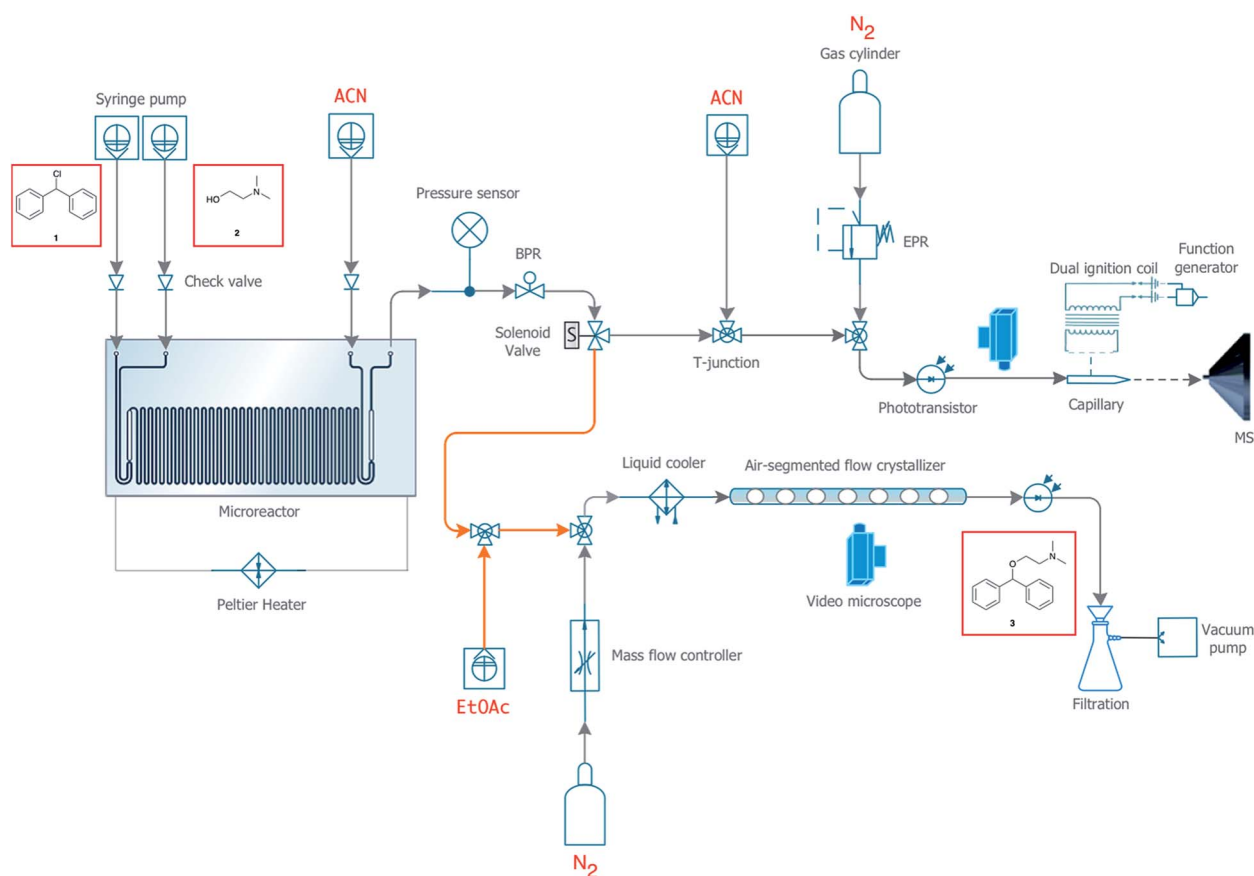 N2
Gas cylinder
Syringe pump
ACN
ACN
Cl
1
HO
N
2
Pressure sensor
Check valve
BPR
EPR
Dual ignition coil
Function
generator
Solenoid
Valve
S
T-junction
Phototransistor
Capillary
MS
Microreactor
Liquid cooler
Air-segmented flow crystallizer
Peltier Heater
Video microscope
O
N
3
Mass flow controller
Vacuum
pump
EtOAc
Filtration
N2